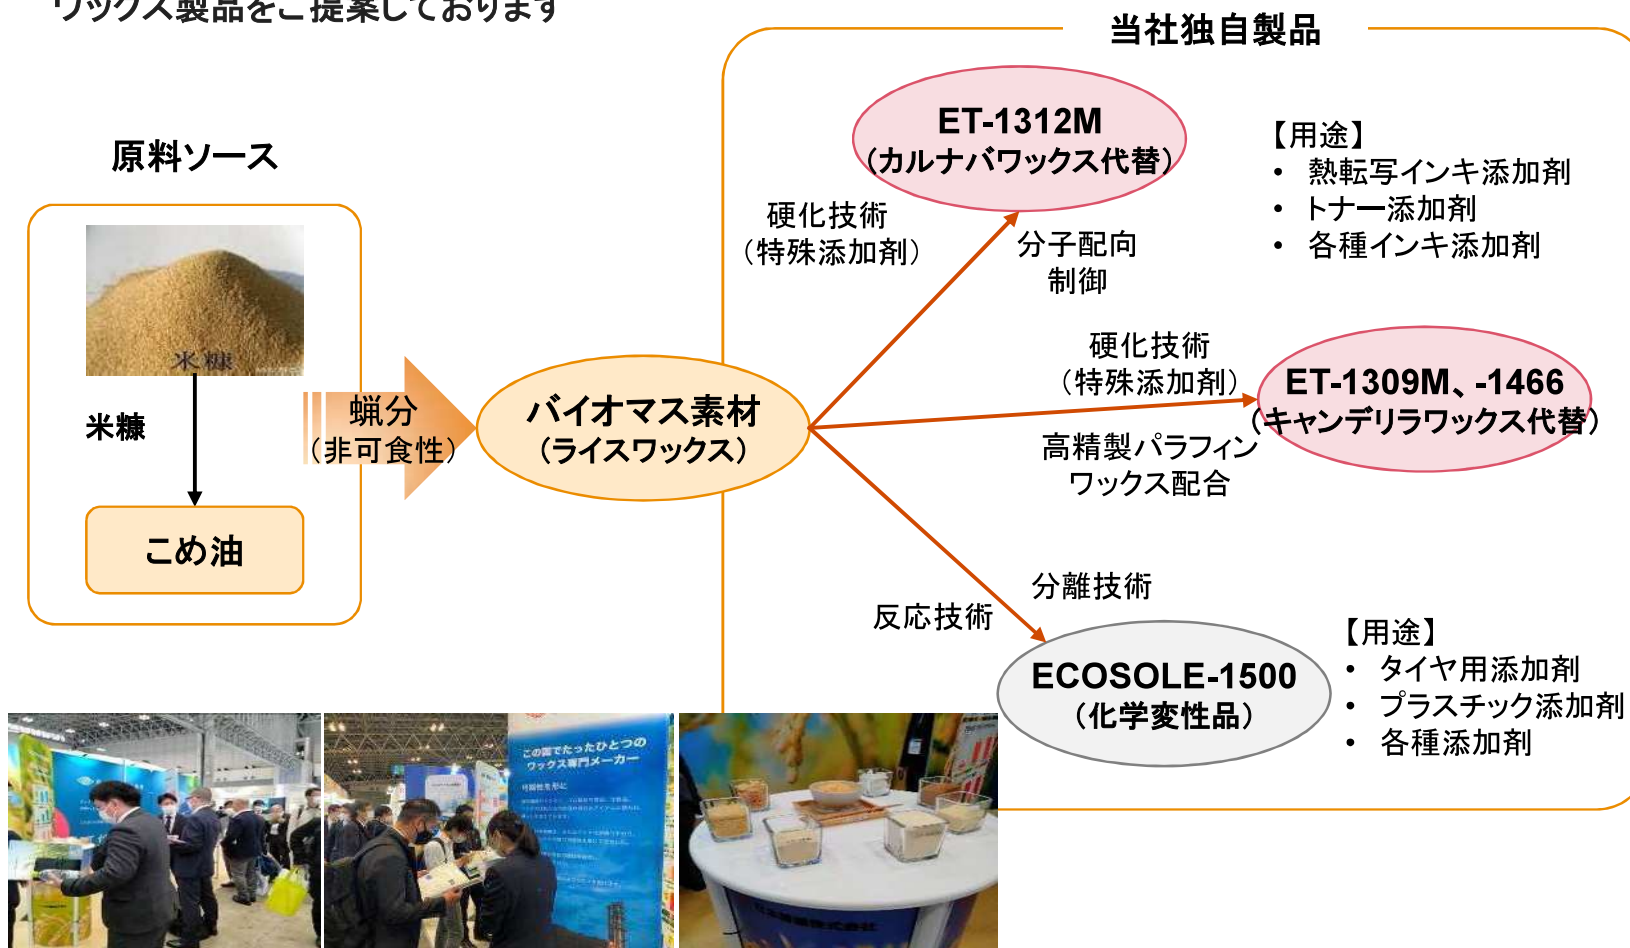 ワックス製品をご提案しております
当社独自製品
原料ソース
米糠
米糠
こめ油
蝋分
（非可食性）
バイオマス素材
（ライスワックス）
硬化技術
（特殊添加剤）
分子配向
制御
ET-1312M
（カルナバワックス代替）
【用途】
• 熱転写インキ添加剤
• トナー添加剤
• 各種インキ添加剤
硬化技術
（特殊添加剤）
高精製パラフィン
ワックス配合
ET-1309M、-1466
（キャンデリラワックス代替）
反応技術
分離技術
ECOSOLE-1500
（化学変性品）
【用途】
• タイヤ用添加剤
• プラスチック添加剤
• 各種添加剤
この国でたったひとつの
ワックス専門メーカー